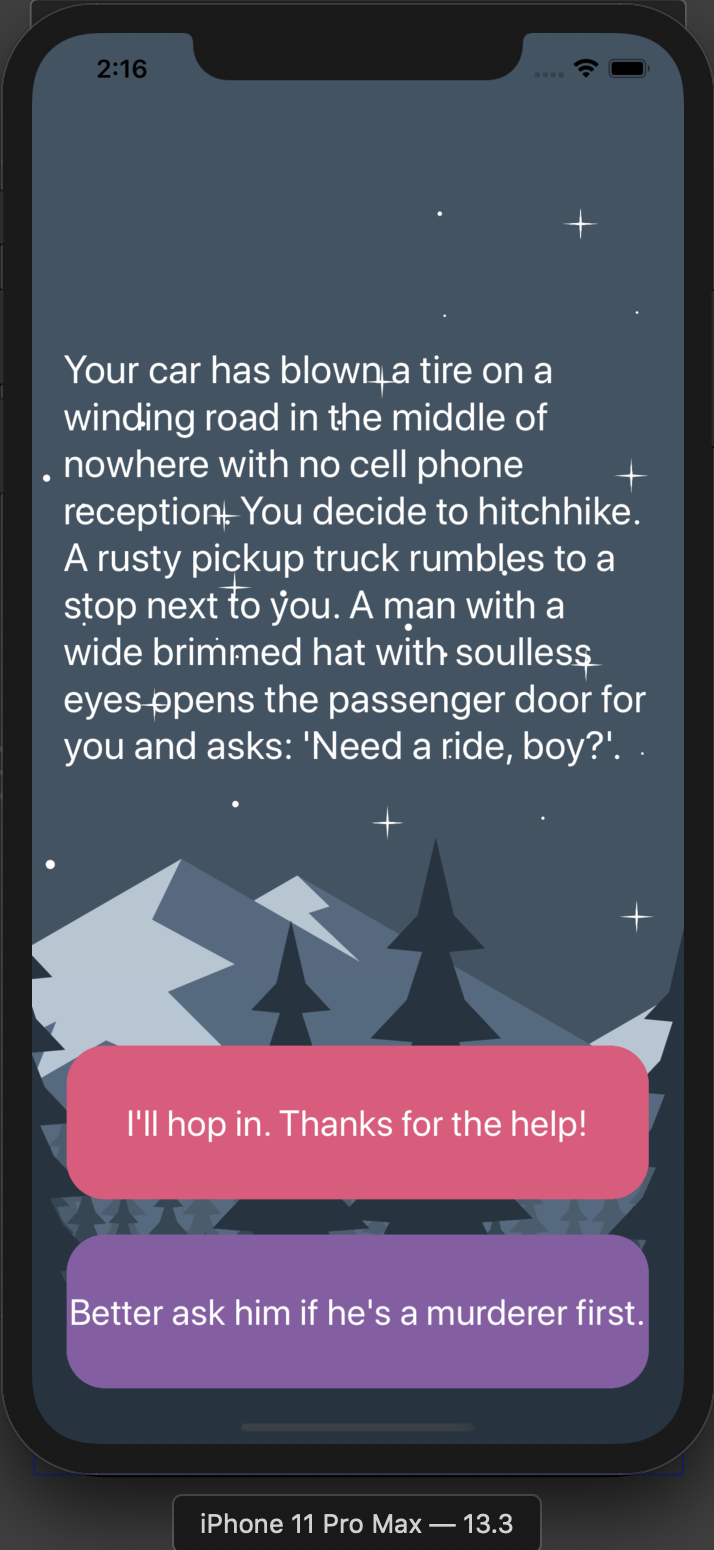 2:16
Your car has blown a tire on a
winding road in the middle of
nowhere with no cell phone
reception. You decide to hitchhike.
A rusty pickup truck rumbles to a
stop next to you. A man with a
wide brimmed hat with soulless
eyes opens the passenger door for
you and asks: 'Need a ride, boy?'.
I'll hop in. Thanks for the help!
Better ask him if he's a murderer first.
iPhone 11 Pro Max — 13.3